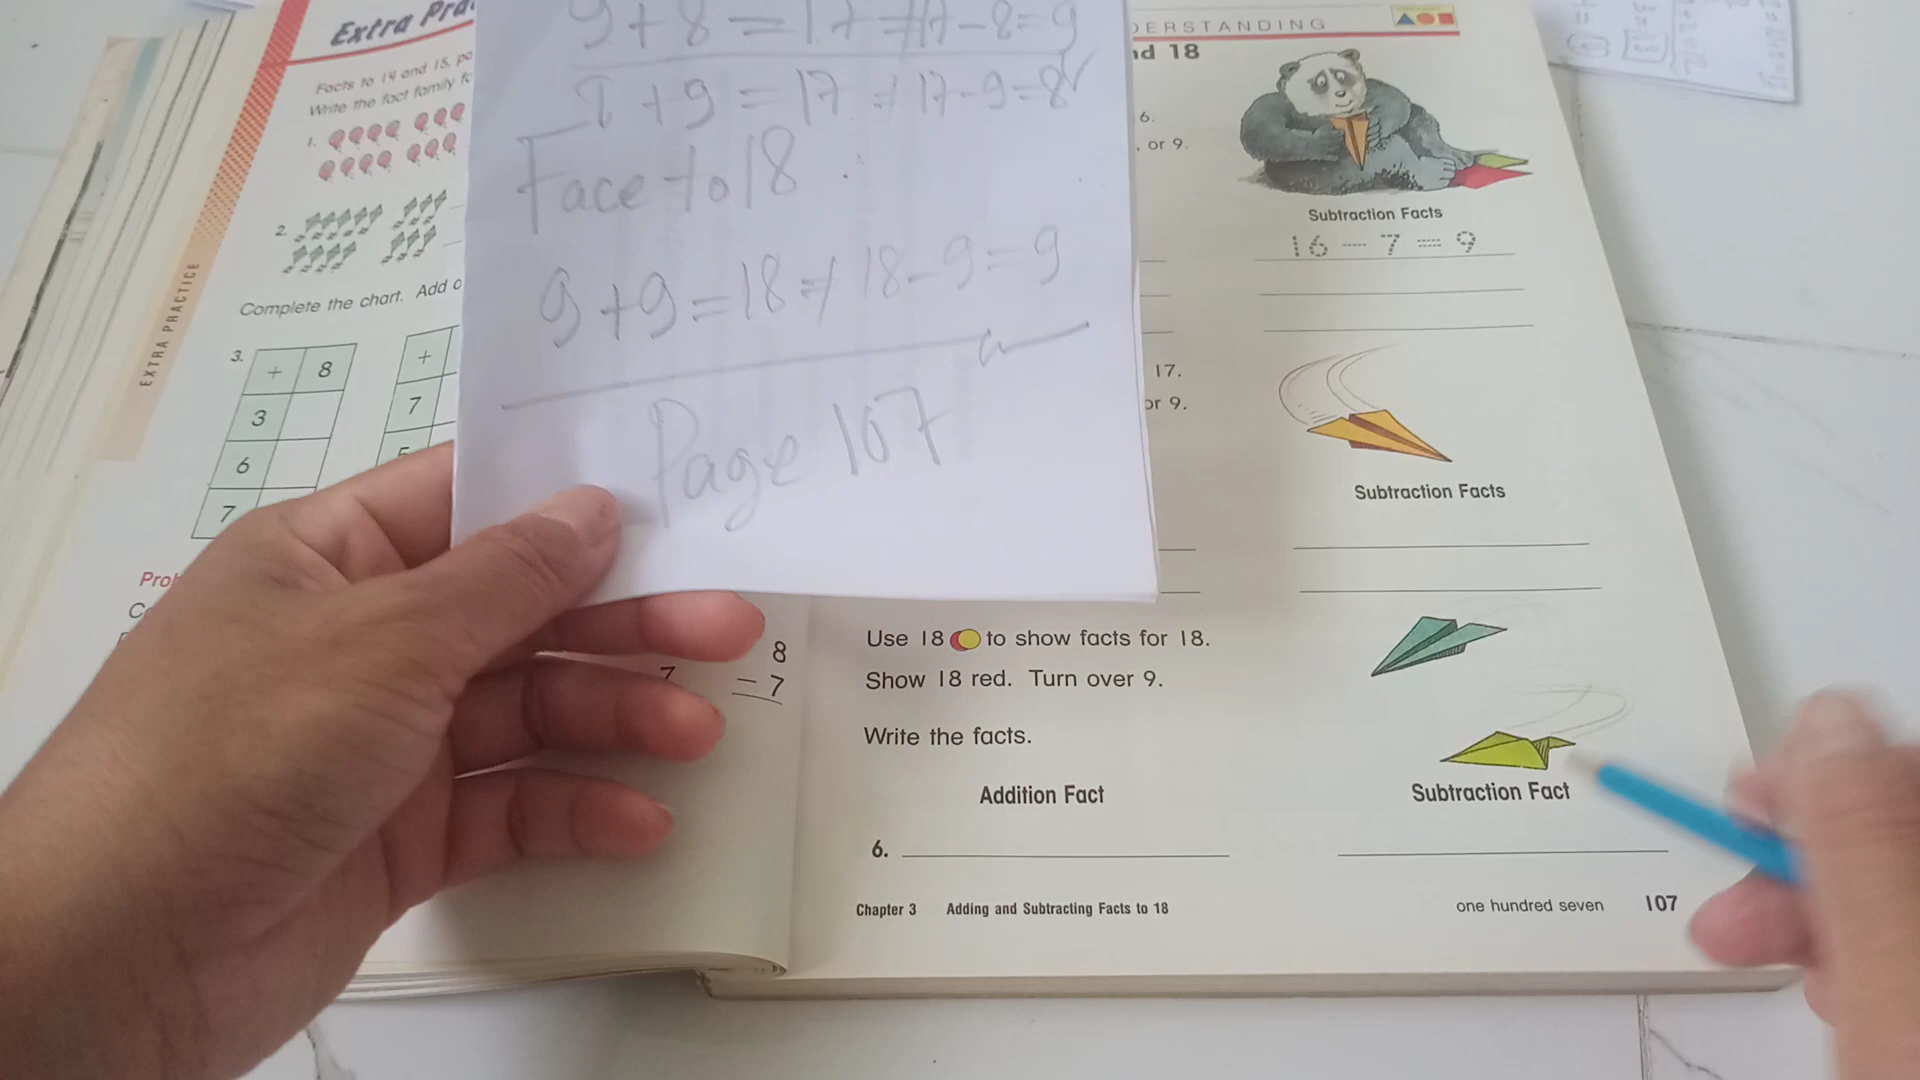 Extra Pra
Facts to 14 and 15, pa
Write the fact family fo
1.
2.
Complete the chart. Add o
3.
+ 8
3
6
7
+
7
EXTRA PRACTICE
8
- 7
7
9 + 8 = 17 ≠ 17 - 8 = 9
8 + 9 = 17 ≠ 17 - 9 = 8
Face to 18
9 + 9 = 18 ≠ 18 - 9 = 9
Page 107
DERSTANDING
nd 18
6.
, or 9.
Subtraction Facts
16 - 7 = 9
17.
or 9.
Subtraction Facts
Use 18 to show facts for 18.
Show 18 red. Turn over 9.
Write the facts.
Addition Fact
Subtraction Fact
6.
Chapter 3 Adding and Subtracting Facts to 18
one hundred seven 107